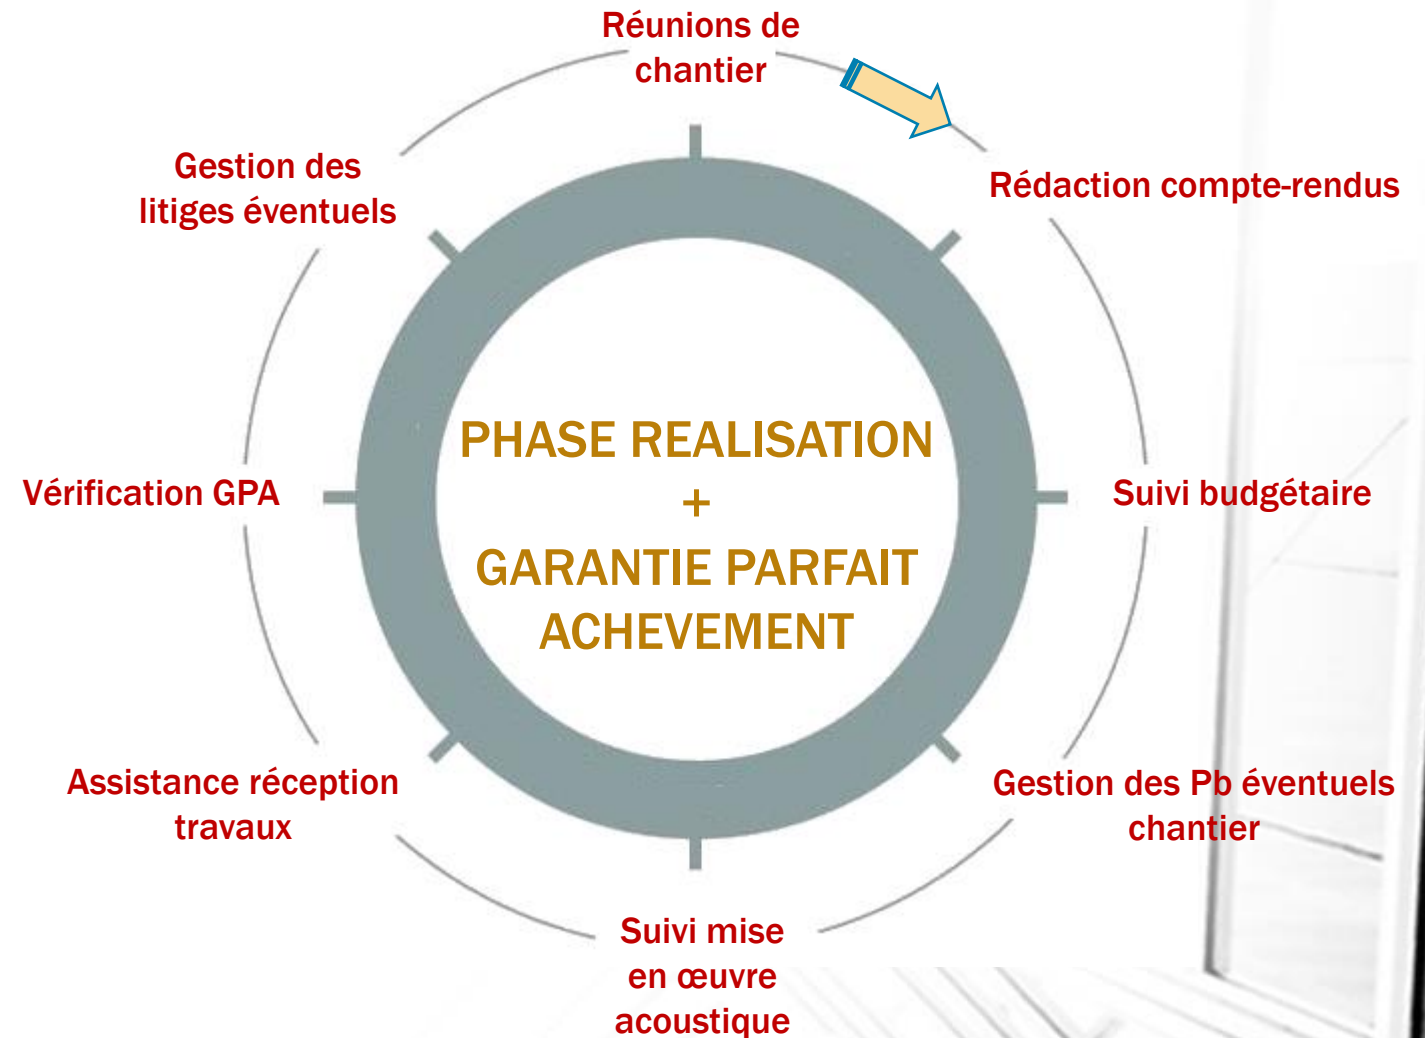 Réunions de
chantier
Rédaction compte-rendus
Suivi budgétaire
Gestion des Pb éventuels
chantier
Suivi mise
en œuvre
acoustique
Assistance réception
travaux
Vérification GPA
Gestion des
litiges éventuels
PHASE REALISATION
+
GARANTIE PARFAIT
ACHEVEMENT